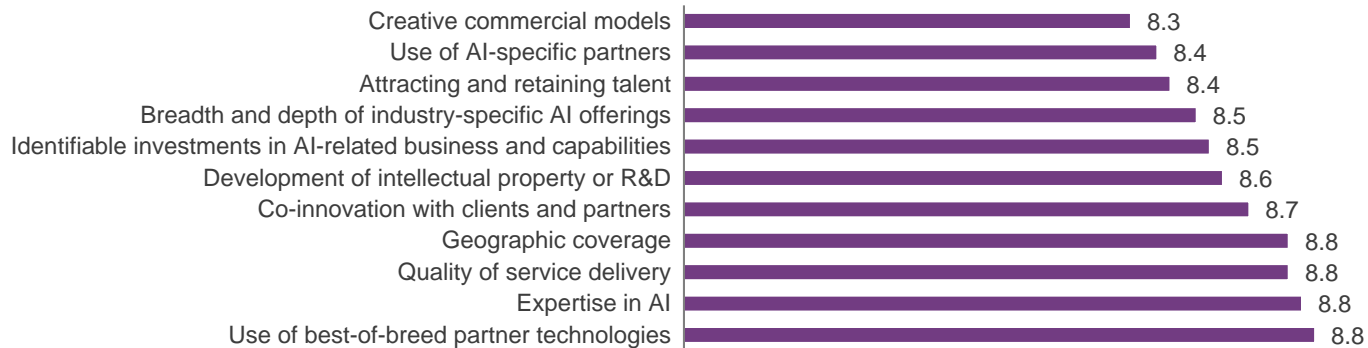 Creative commercial models 8.3
Use of AI-specific partners 8.4
Attracting and retaining talent 8.4
Breadth and depth of industry-specific AI offerings 8.5
Identifiable investments in AI-related business and capabilities 8.5
Development of intellectual property or R&D 8.6
Co-innovation with clients and partners 8.7
Geographic coverage 8.8
Quality of service delivery 8.8
Expertise in AI 8.8
Use of best-of-breed partner technologies 8.8